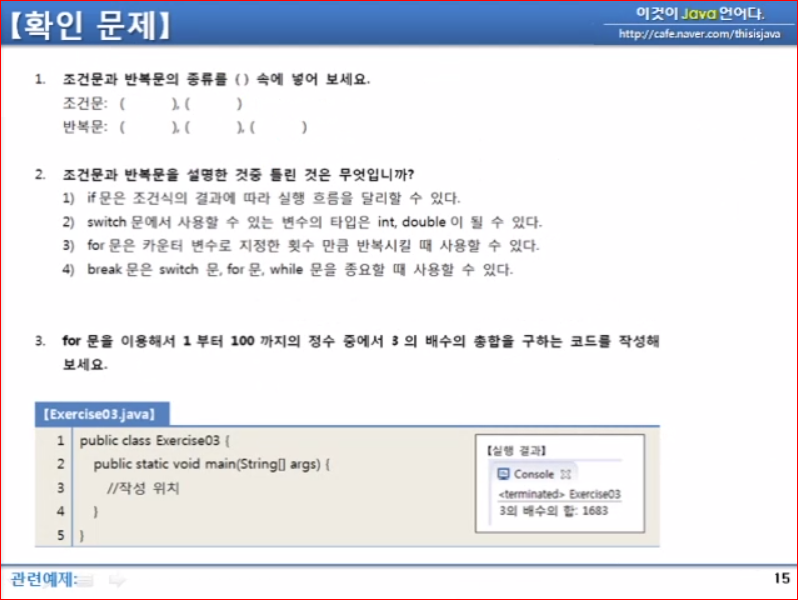 【확인 문제】
이것이 Java 언어다.
http://cafe.naver.com/thisisjava
1. 조건문과 반복문의 종류를 ( ) 속에 넣어 보세요.
조건문: ( ), ( )
반복문: ( ), ( ), ( )
2. 조건문과 반복문을 설명한 것중 틀린 것은 무엇입니까?
1) if 문은 조건식의 결과에 따라 실행 흐름을 달리할 수 있다.
2) switch 문에서 사용할 수 있는 변수의 타입은 int, double 이 될 수 있다.
3) for 문은 카운터 변수로 지정한 횟수 만큼 반복시킬 때 사용할 수 있다.
4) break 문은 switch 문, for 문, while 문을 종요할 때 사용할 수 있다.
3. for 문을 이용해서 1 부터 100 까지의 정수 중에서 3 의 배수의 총합을 구하는 코드를 작성해
보세요.
【Exercise03.java】
1 public class Exercise03 {
2 public static void main(String[] args) {
3 //작성 위치
4 }
5 }
【실행 결과】
Console
<terminated> Exercise03
3의 배수의 합: 1683
관련예제:
15